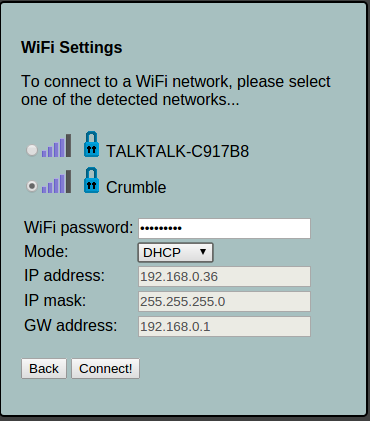 WiFi Settings
To connect to a WiFi network, please select
one of the detected networks...
TALKTALK-C917B8
Crumble
WiFi password: •••••••••
Mode: DHCP
IP address: 192.168.0.36
IP mask: 255.255.255.0
GW address: 192.168.0.1
Back Connect!